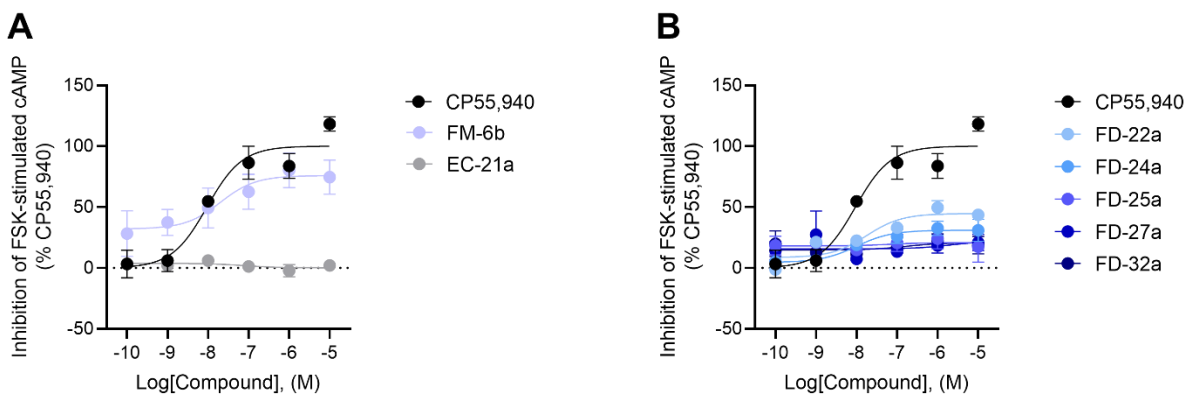 A
Inhibition of FSK-stimulated cAMP
(% CP55,940)
150
100
50
0
-50
-10 -9 -8 -7 -6 -5
Log[Compound], (M)
CP55,940
FM-6b
EC-21a
B
Inhibition of FSK-stimulated cAMP
(% CP55,940)
150
100
50
0
-50
-10 -9 -8 -7 -6 -5
Log[Compound], (M)
CP55,940
FD-22a
FD-24a
FD-25a
FD-27a
FD-32a